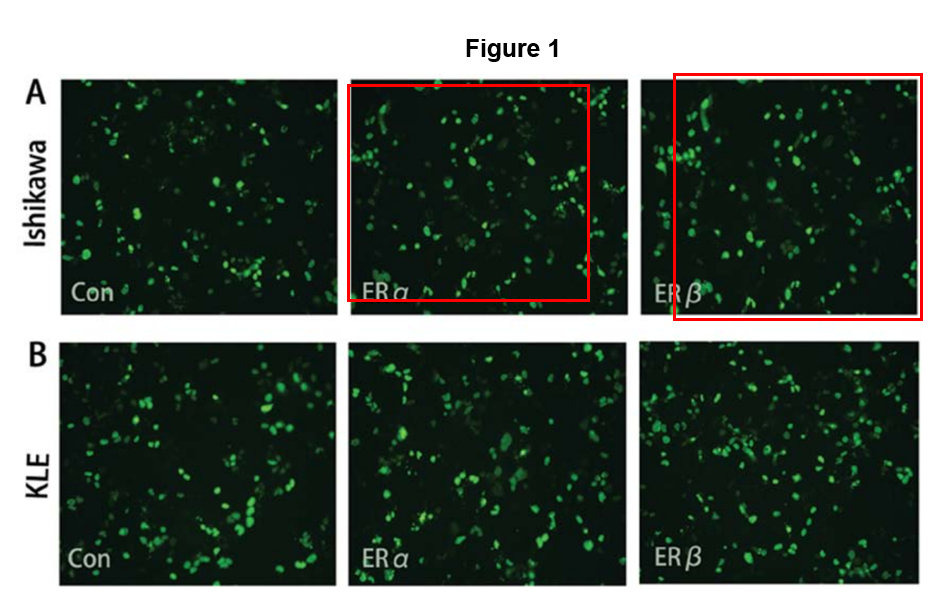 Figure 1
A
Ishikawa
Con
ERα
ERβ
B
KLE
Con
ERα
ERβ